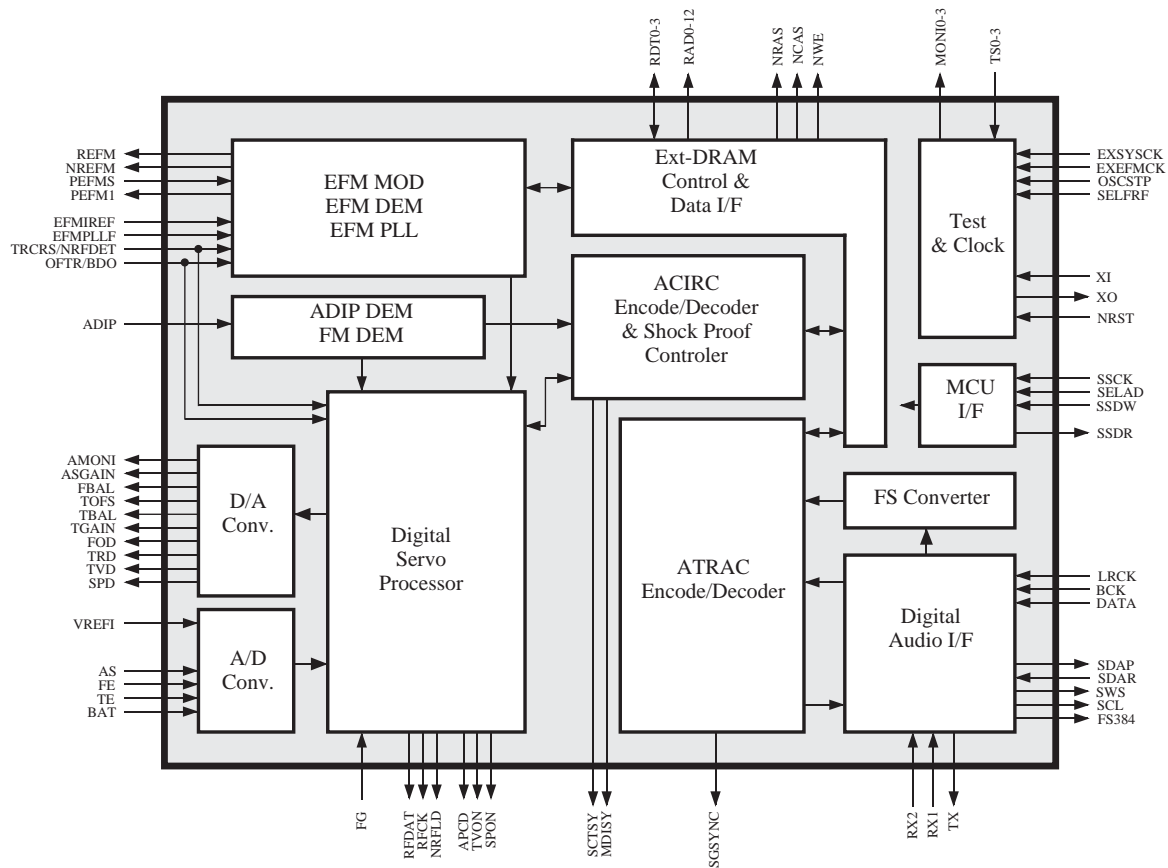 RDT0-3
RAD0-12
NRAS
NCAS
NWE
MONI0-3
TS0-3
REFM
NREFM
PEFMS
PEFM1
EFMIREF
EFMPLLF
TRCRS/NRFDET
OFTR/BDO
ADIP
EFM MOD
EFM DEM
EFM PLL
Ext-DRAM
Control &
Data I/F
Test
& Clock
EXSYSCK
EXEFMCK
OSCSTP
SELFRF
XI
XO
NRST
ADIP DEM
FM DEM
ACIRC
Encode/Decoder
& Shock Proof
Controler
MCU
I/F
SSCK
SELAD
SSDW
SSDR
AMONI
ASGAIN
FBAL
TOFS
TBAL
TGAIN
FOD
TRD
TVD
SPD
D/A
Conv.
Digital
Servo
Processor
ATRAC
Encode/Decoder
FS Converter
Digital
Audio I/F
LRCK
BCK
DATA
SDAP
SDAR
SWS
SCL
FS384
VREFI
AS
FE
TE
BAT
A/D
Conv.
FG
RFDAT
RFCK
NRFLD
APCD
TVON
SPON
SCTSY
MDISY
SGSYNC
RX2
RX1
TX